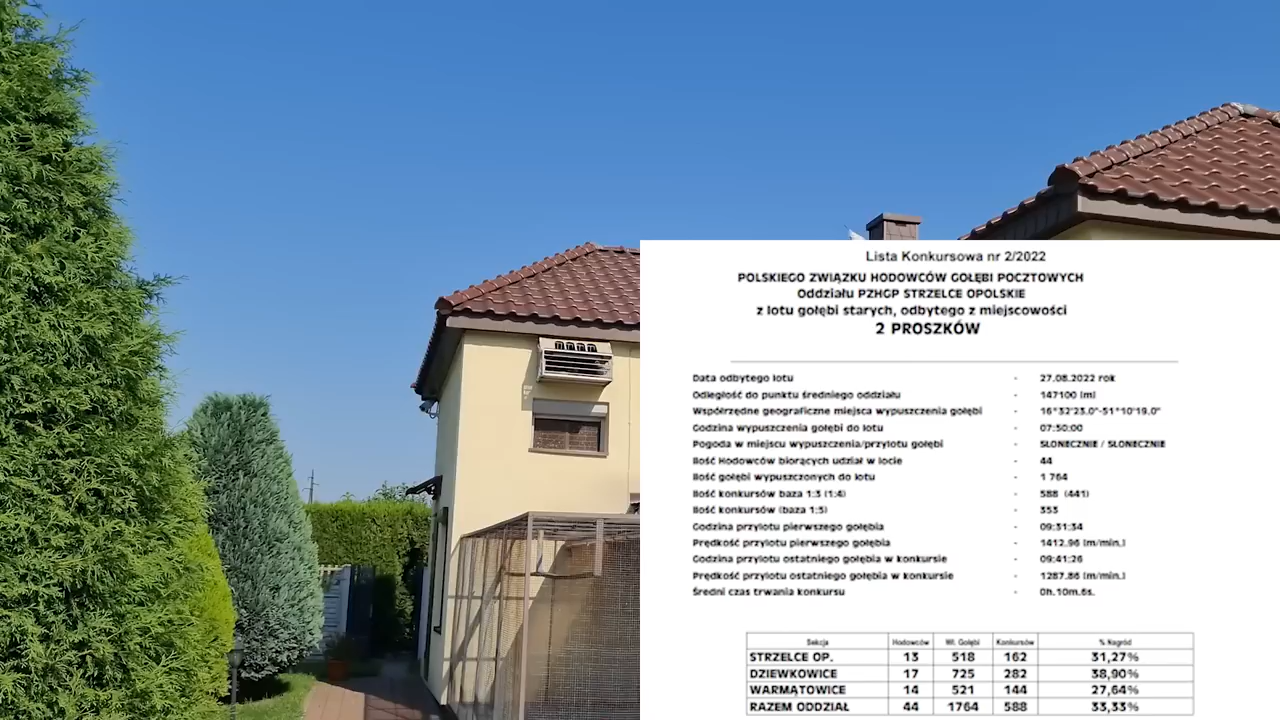 Lista Konkursowa nr 2/2022
POLSKIEGO ZWIĄZKU HODOWCÓW GOŁĘBI POCZTOWYCH
Oddziału PZHGP STRZELCE OPOLSKIE
z lotu gołębi starych, odbytego z miejscowości
2 PROSZKÓW
Data odbytego lotu - 27.08.2022 rok
Odległość do punktu średniego oddziału - 147100 [m]
Współrzędne geograficzne miejsca wypuszczenia gołębi - 16°32'23.0"-51°10'19.0"
Godzina wypuszczenia gołębi do lotu - 07:50:00
Pogoda w miejscu wypuszczenia/przylotu gołębi - SŁONECZNIE / SŁONECZNIE
Ilość Hodowców biorących udział w locie - 44
Ilość gołębi wypuszczonych do lotu - 1 764
Ilość konkursów baza 1:3 (1:4) - 588 (441)
Ilość konkursów (baza 1:5) - 353
Godzina przylotu pierwszego gołębia - 09:31:34
Prędkość przylotu pierwszego gołębia - 1412.96 [m/min.]
Godzina przylotu ostatniego gołębia w konkursie - 09:41:26
Prędkość przylotu ostatniego gołębia w konkursie - 1287.86 [m/min.]
Średni czas trwania konkursu - 0h.10m.6s.
Sekcja Hodowców Wł. Gołębi Konkursów % Nagród
STRZELCE OP. 13 518 162 31,27%
DZIEWKOWICE 17 725 282 38,90%
WARMĄTOWICE 14 521 144 27,64%
RAZEM ODDZIAŁ 44 1764 588 33,33%